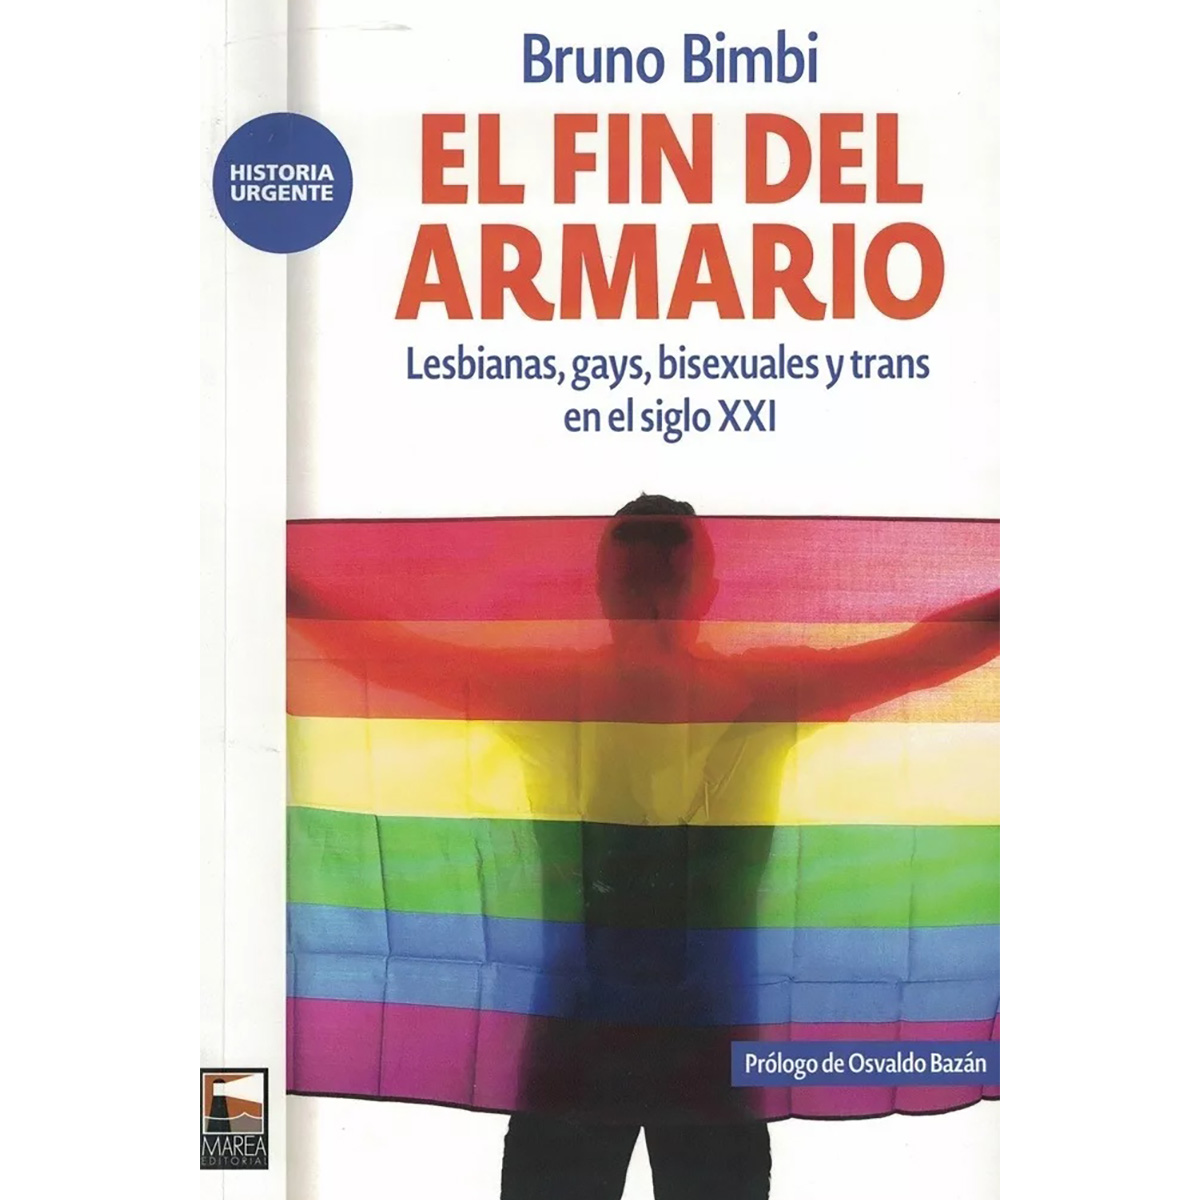 Bruno Bimbi
EL FIN DEL
ARMARIO
HISTORIA
URGENTE
Lesbianas, gays, bisexuales y trans
en el siglo XXI
Prólogo de Osvaldo Bazán
MAREA
EDITORIAL